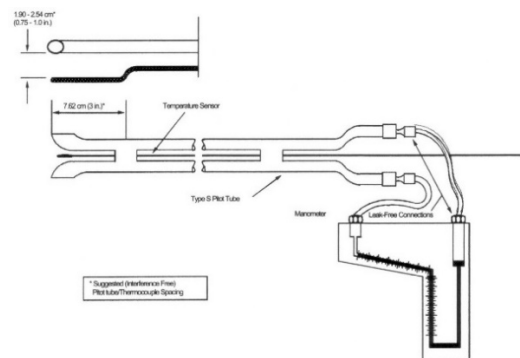 1.90 - 2.54 cm*
(0.75 - 1.0 in.)
7.62 cm (3 in.)*
Temperature Sensor
Type S Pitot Tube
Manometer
Leak-Free Connections
* Suggested (Interference Free)
Pitot tube/Thermocouple Spacing